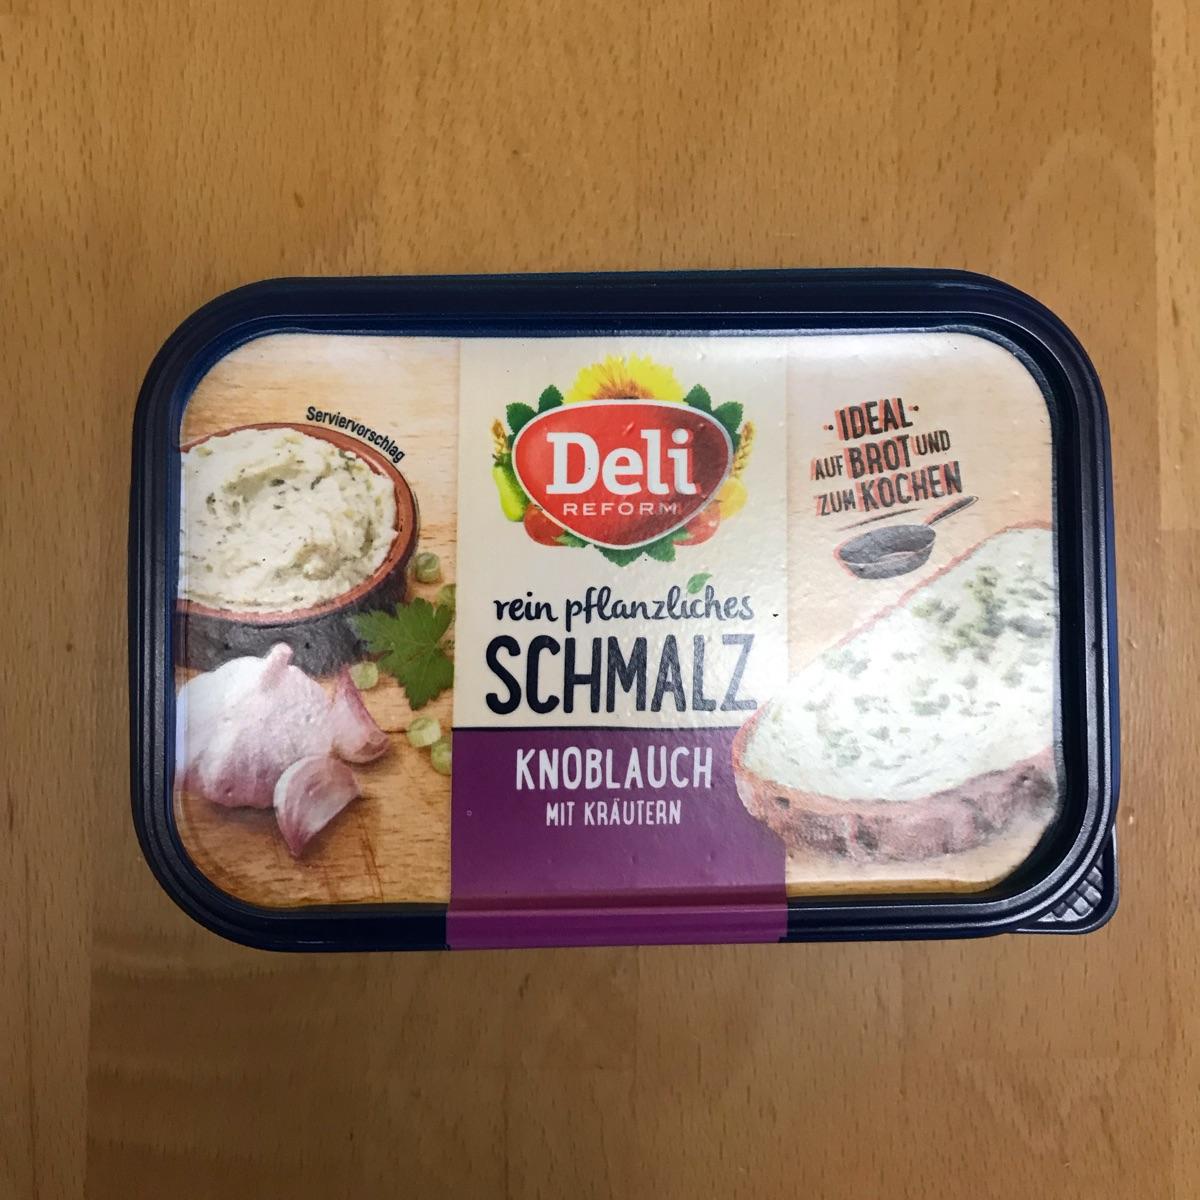 Serviervorschlag
Deli
REFORM
rein pflanzliches
SCHMALZ
KNOBLAUCH
MIT KRÄUTERN
· IDEAL ·
AUF BROT UND
ZUM KOCHEN